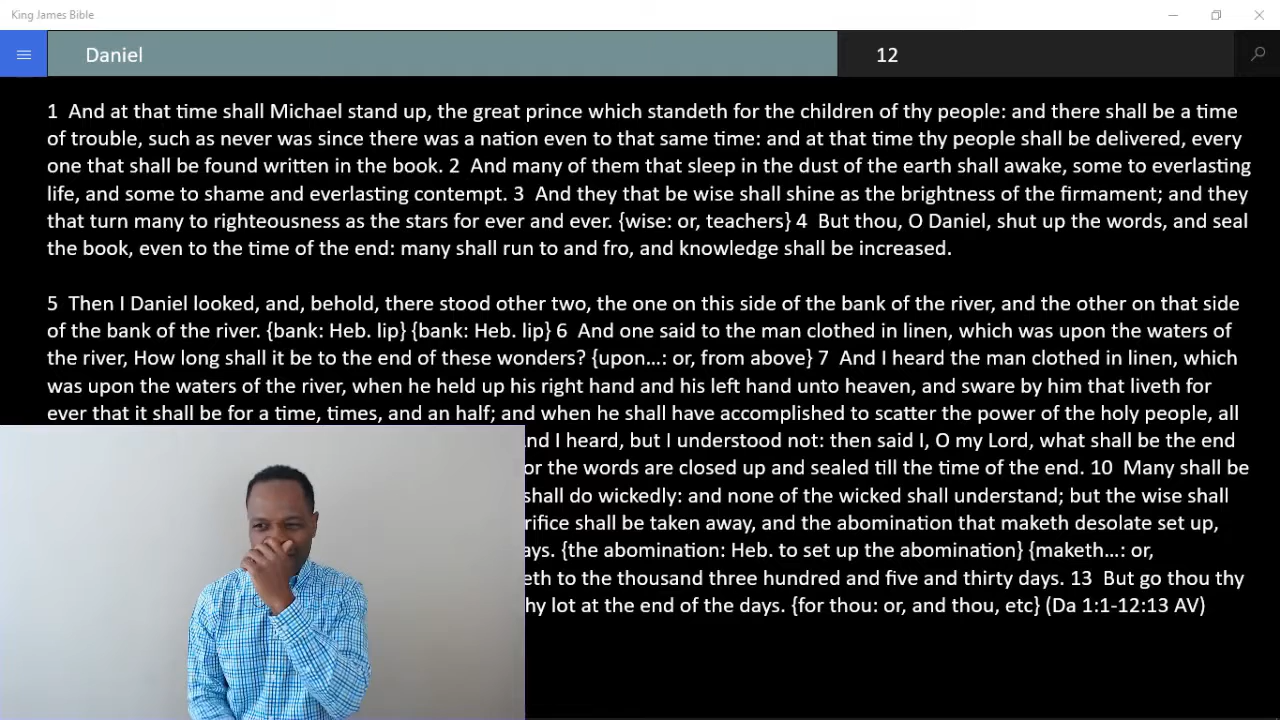 King James Bible
Daniel
12
1  And at that time shall Michael stand up, the great prince which standeth for the children of thy people: and there shall be a time
of trouble, such as never was since there was a nation even to that same time: and at that time thy people shall be delivered, every
one that shall be found written in the book. 2  And many of them that sleep in the dust of the earth shall awake, some to everlasting
life, and some to shame and everlasting contempt. 3  And they that be wise shall shine as the brightness of the firmament; and they
that turn many to righteousness as the stars for ever and ever. {wise: or, teachers} 4  But thou, O Daniel, shut up the words, and seal
the book, even to the time of the end: many shall run to and fro, and knowledge shall be increased.
5  Then I Daniel looked, and, behold, there stood other two, the one on this side of the bank of the river, and the other on that side
of the bank of the river. {bank: Heb. lip} {bank: Heb. lip} 6  And one said to the man clothed in linen, which was upon the waters of
the river, How long shall it be to the end of these wonders? {upon...: or, from above} 7  And I heard the man clothed in linen, which
was upon the waters of the river, when he held up his right hand and his left hand unto heaven, and sware by him that liveth for
ever that it shall be for a time, times, and an half; and when he shall have accomplished to scatter the power of the holy people, all
nd I heard, but I understood not: then said I, O my Lord, what shall be the end
or the words are closed up and sealed till the time of the end. 10  Many shall be
shall do wickedly: and none of the wicked shall understand; but the wise shall
rifice shall be taken away, and the abomination that maketh desolate set up,
ays. {the abomination: Heb. to set up the abomination} {maketh...: or,
eth to the thousand three hundred and five and thirty days. 13  But go thou thy
hy lot at the end of the days. {for thou: or, and thou, etc} (Da 1:1-12:13 AV)